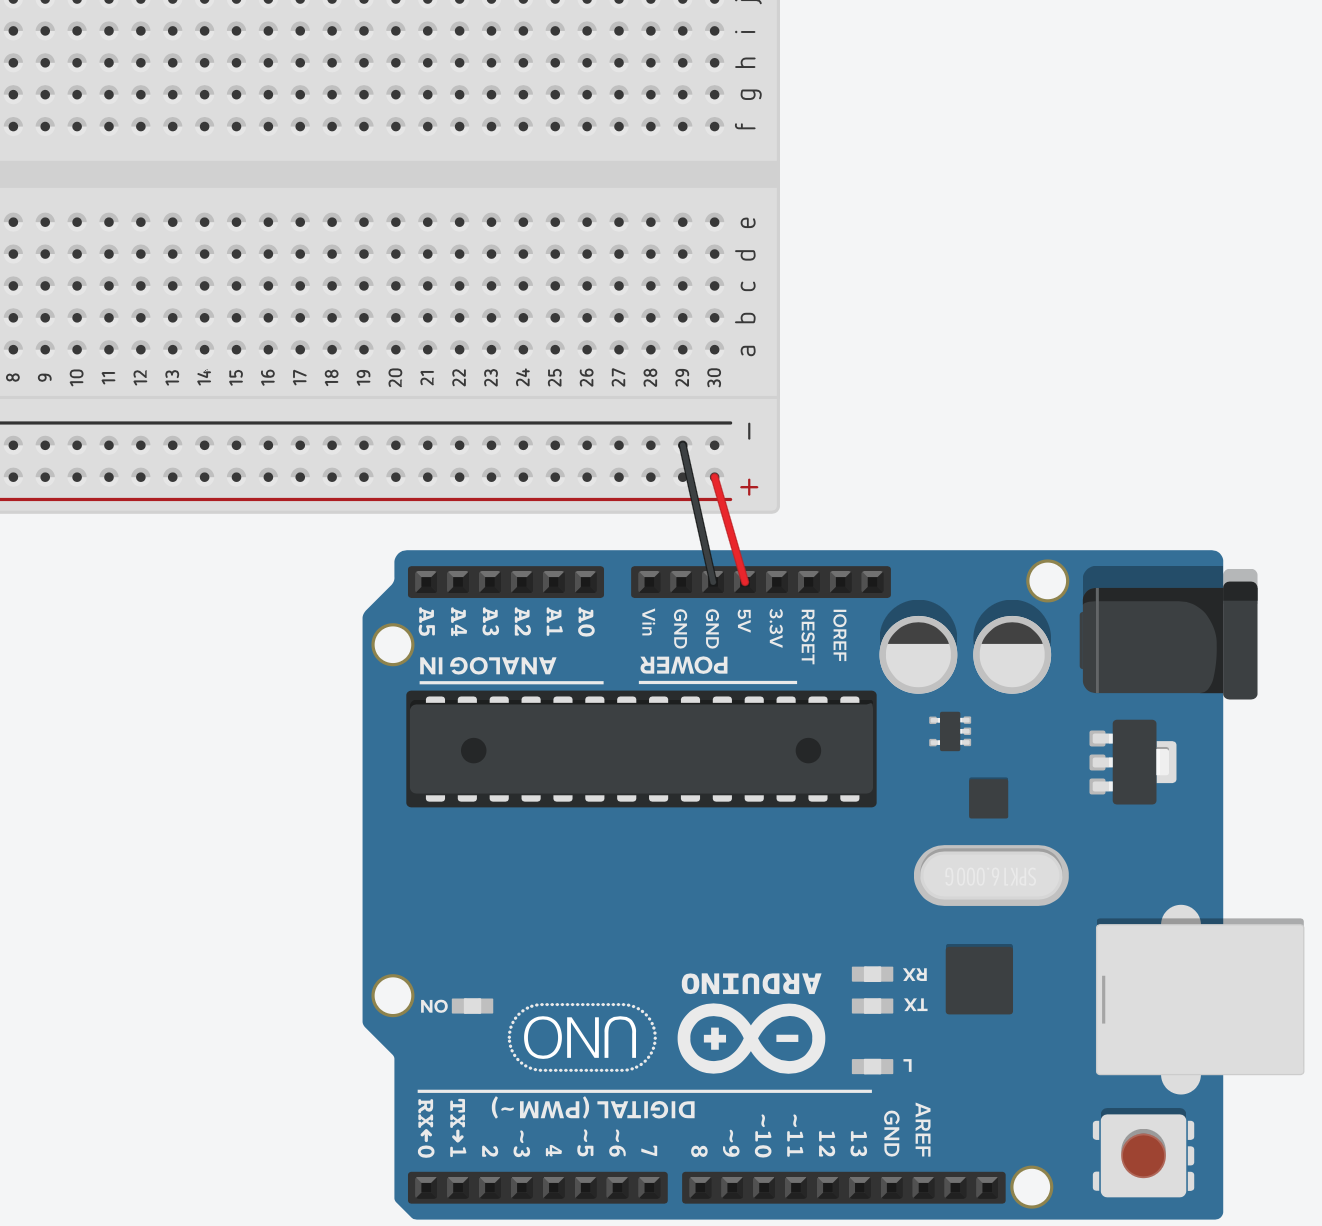 j
i
h
g
f
e
d
c
b
a
8 9 10 11 12 13 14 15 16 17 18 19 20 21 22 23 24 25 26 27 28 29 30
−
+
A5 A4 A3 A2 A1 A0
Vin GND GND 5V 3.3V RESET IOREF
ANALOG IN
POWER
SPK16.000G
ARDUINO
RX
TX
ON
UNO
L
DIGITAL (PWM ~)
RX←0 TX→1 2 ~3 4 ~5 ~6 7 8 ~9 ~10 ~11 12 13 GND AREF